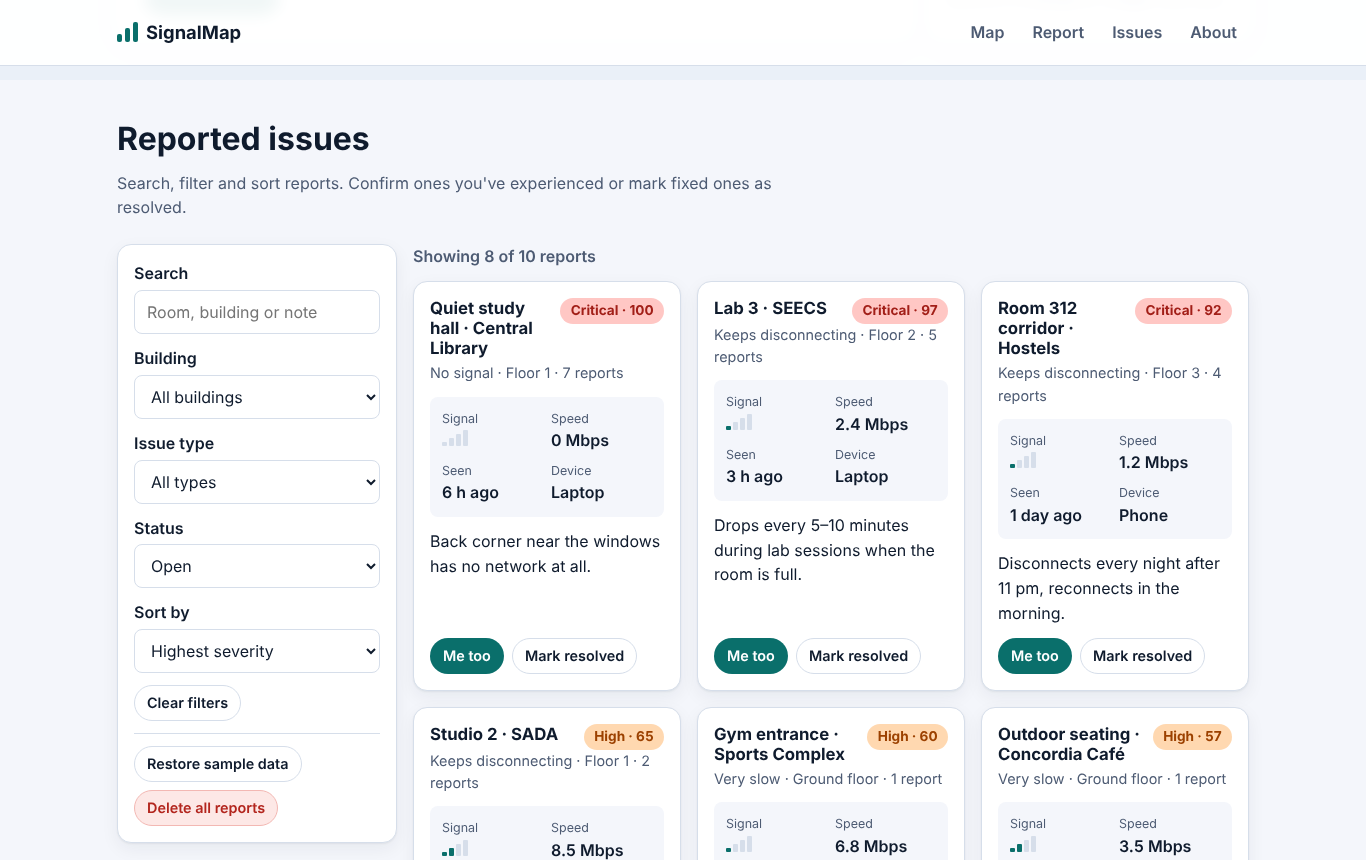 SignalMap
Map
Report
Issues
About
Reported issues
Search, filter and sort reports. Confirm ones you've experienced or mark fixed ones as
resolved.
Search
Room, building or note
Building
All buildings
Issue type
All types
Status
Open
Sort by
Highest severity
Clear filters
Restore sample data
Delete all reports
Showing 8 of 10 reports
Quiet study
hall · Central
Library
Critical · 100
No signal · Floor 1 · 7 reports
Signal
Speed
0 Mbps
Seen
Device
6 h ago
Laptop
Back corner near the windows
has no network at all.
Me too
Mark resolved
Lab 3 · SEECS
Critical · 97
Keeps disconnecting · Floor 2 · 5
reports
Signal
Speed
2.4 Mbps
Seen
Device
3 h ago
Laptop
Drops every 5–10 minutes
during lab sessions when the
room is full.
Me too
Mark resolved
Room 312
corridor ·
Hostels
Critical · 92
Keeps disconnecting · Floor 3 · 4
reports
Signal
Speed
1.2 Mbps
Seen
Device
1 day ago
Phone
Disconnects every night after
11 pm, reconnects in the
morning.
Me too
Mark resolved
Studio 2 · SADA
High · 65
Keeps disconnecting · Floor 1 · 2
reports
Signal
Speed
8.5 Mbps
Gym entrance ·
Sports Complex
High · 60
Very slow · Ground floor · 1 report
Signal
Speed
6.8 Mbps
Outdoor seating ·
Concordia Café
High · 57
Very slow · Ground floor · 1 report
Signal
Speed
3.5 Mbps